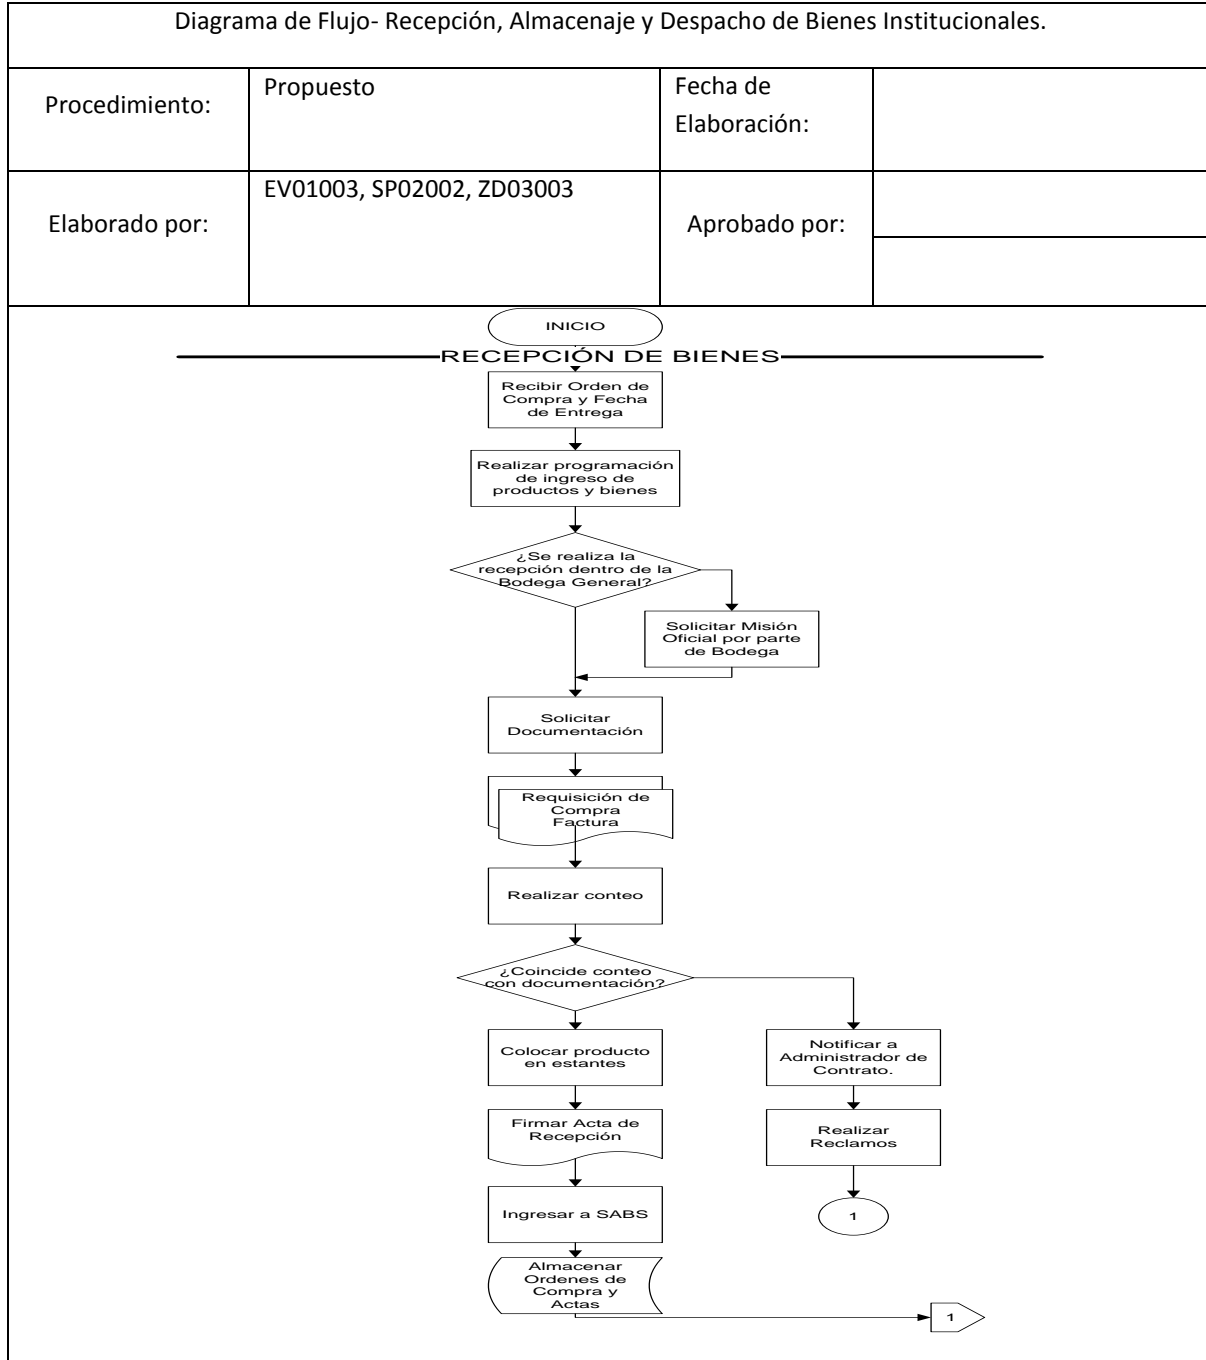 Diagrama de Flujo- Recepción, Almacenaje y Despacho de Bienes Institucionales.
Procedimiento:
Propuesto
Fecha de
Elaboración:
Elaborado por:
EV01003, SP02002, ZD03003
Aprobado por:
INICIO
RECEPCIÓN DE BIENES
Recibir Orden de
Compra y Fecha
de Entrega
Realizar programación
de ingreso de
productos y bienes
¿Se realiza la
recepción dentro de la
Bodega General?
Solicitar Misión
Oficial por parte
de Bodega
Solicitar
Documentación
Requisición de
Compra
Factura
Realizar conteo
¿Coincide conteo
con documentación?
Colocar producto
en estantes
Notificar a
Administrador de
Contrato.
Firmar Acta de
Recepción
Realizar
Reclamos
Ingresar a SABS
1
Almacenar
Ordenes de
Compra y
Actas
1